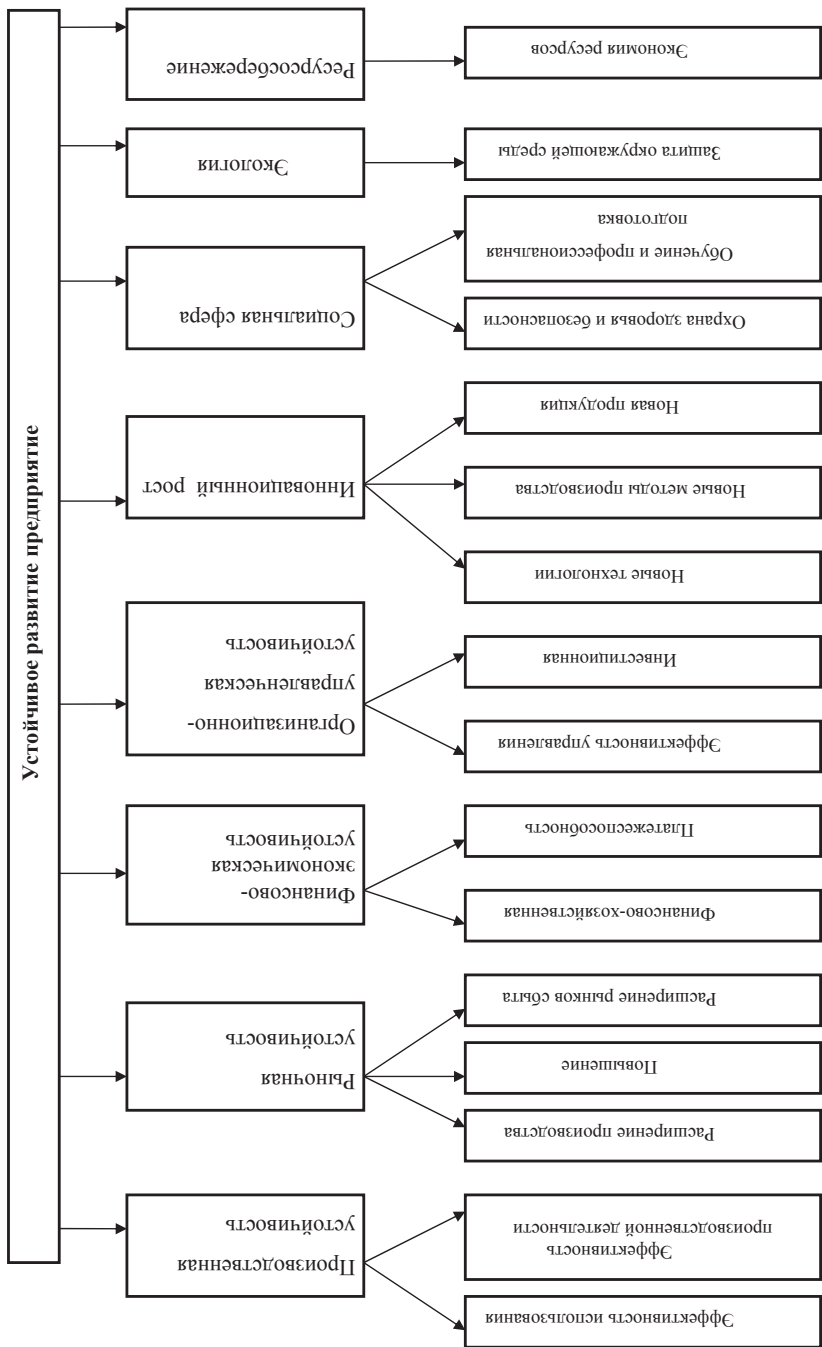 Устойчивое развитие предприятие
Производственная
устойчивость
Эффективность использования
Эффективность
производственной деятельности
Рыночная
устойчивость
Расширение производства
Повышение
Расширение рынков сбыта
Финансово-
экономическая
устойчивость
Финансово-хозяйственная
Платежеспособность
Организационно-
управленческая
устойчивость
Эффективность управления
Инвестиционная
Инновационный рост
Новые технологии
Новые методы производства
Новая продукция
Социальная сфера
Охрана здоровья и безопасности
Обучение и профессиональная
подготовка
Экология
Защита окружающей среды
Ресурсосбережение
Экономия ресурсов